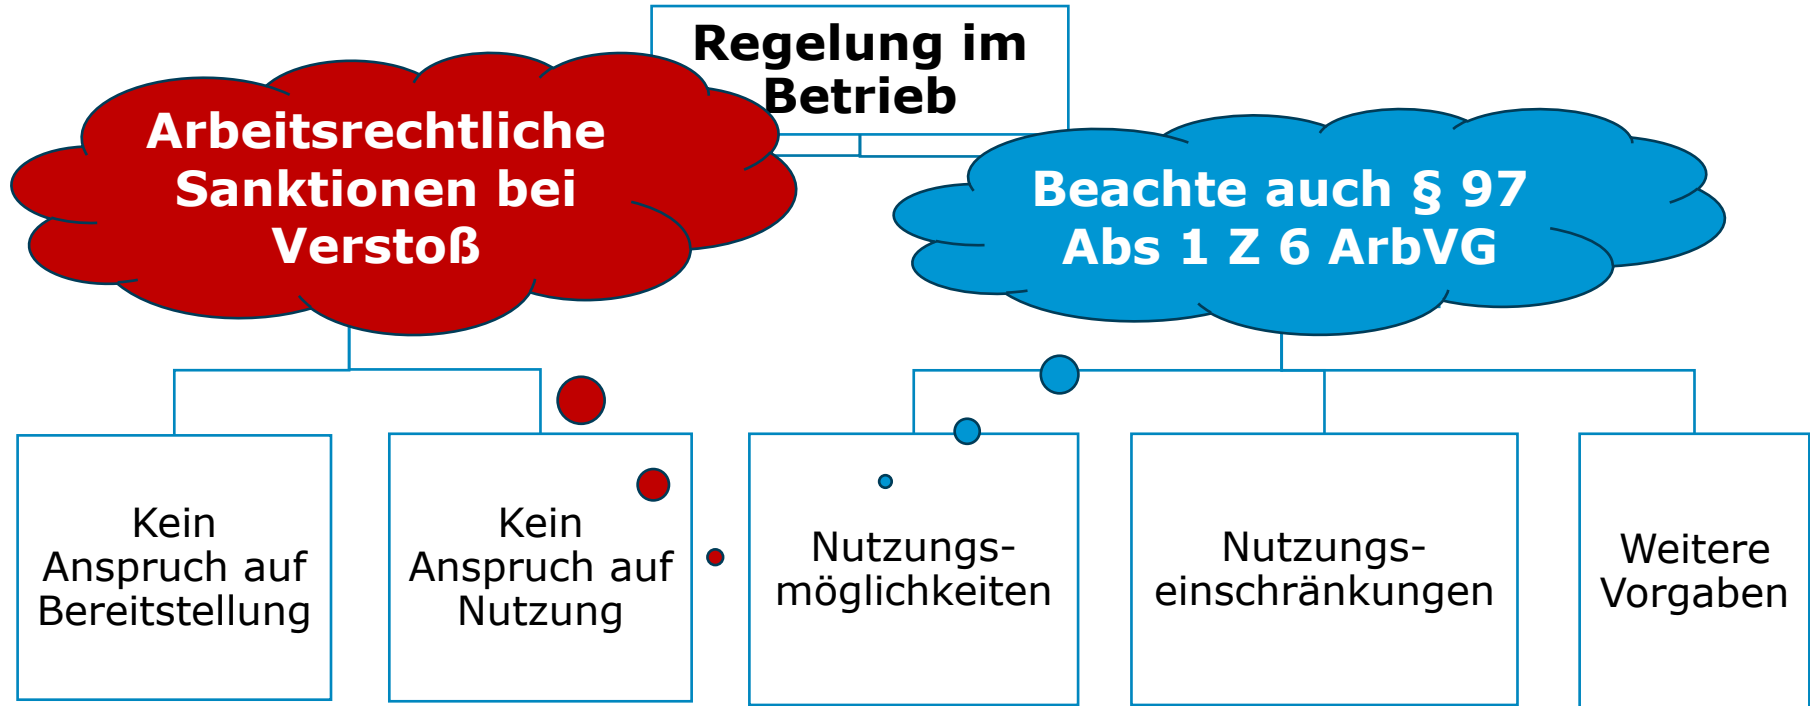 Regelung im
Betrieb
Arbeitsrechtliche
Sanktionen bei
Verstoß
Beachte auch § 97
Abs 1 Z 6 ArbVG
Kein
Anspruch auf
Bereitstellung
Kein
Anspruch auf
Nutzung
Nutzungs-
möglichkeiten
Nutzungs-
einschränkungen
Weitere
Vorgaben